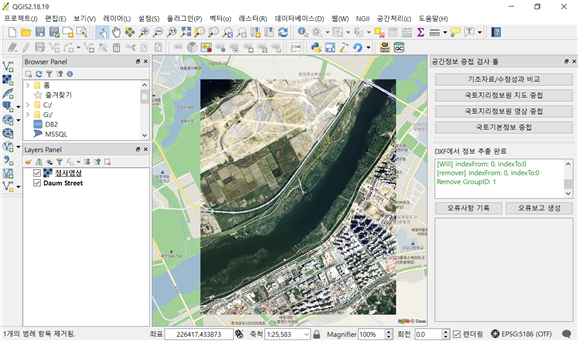 QGIS2.18.19
프로젝트(J) 편집(E) 보기(V) 레이어(L) 설정(S) 플러그인(P) 벡터(o) 래스터(R) 데이터베이스(D) 웹(W) NGII 공간처리(C) 도움말(H)
CSW
QC
Browser Panel
홈
즐겨찾기
C:/
G:/
DB2
MSSQL
Layers Panel
정사영상
Daum Street
공간정보 중첩 검사 툴
기초자료/수정성과 비교
국토지리정보원 지도 중첩
국토지리정보원 영상 중첩
국토기본정보 중첩
DXF에서 정보 추출 완료
[Will] indexFrom: 0, indexTo:0
[remover] indexFrom: 0, indexTo:0
Remove GroupID: 1
오류사항 기록 오류보고 생성
Daum
1개의 범례 항목 제거됨. 좌표 226417,433873 축척 1:25,583 Magnifier 100% 회전 0.0 렌더링 EPSG:5186 (OTF)